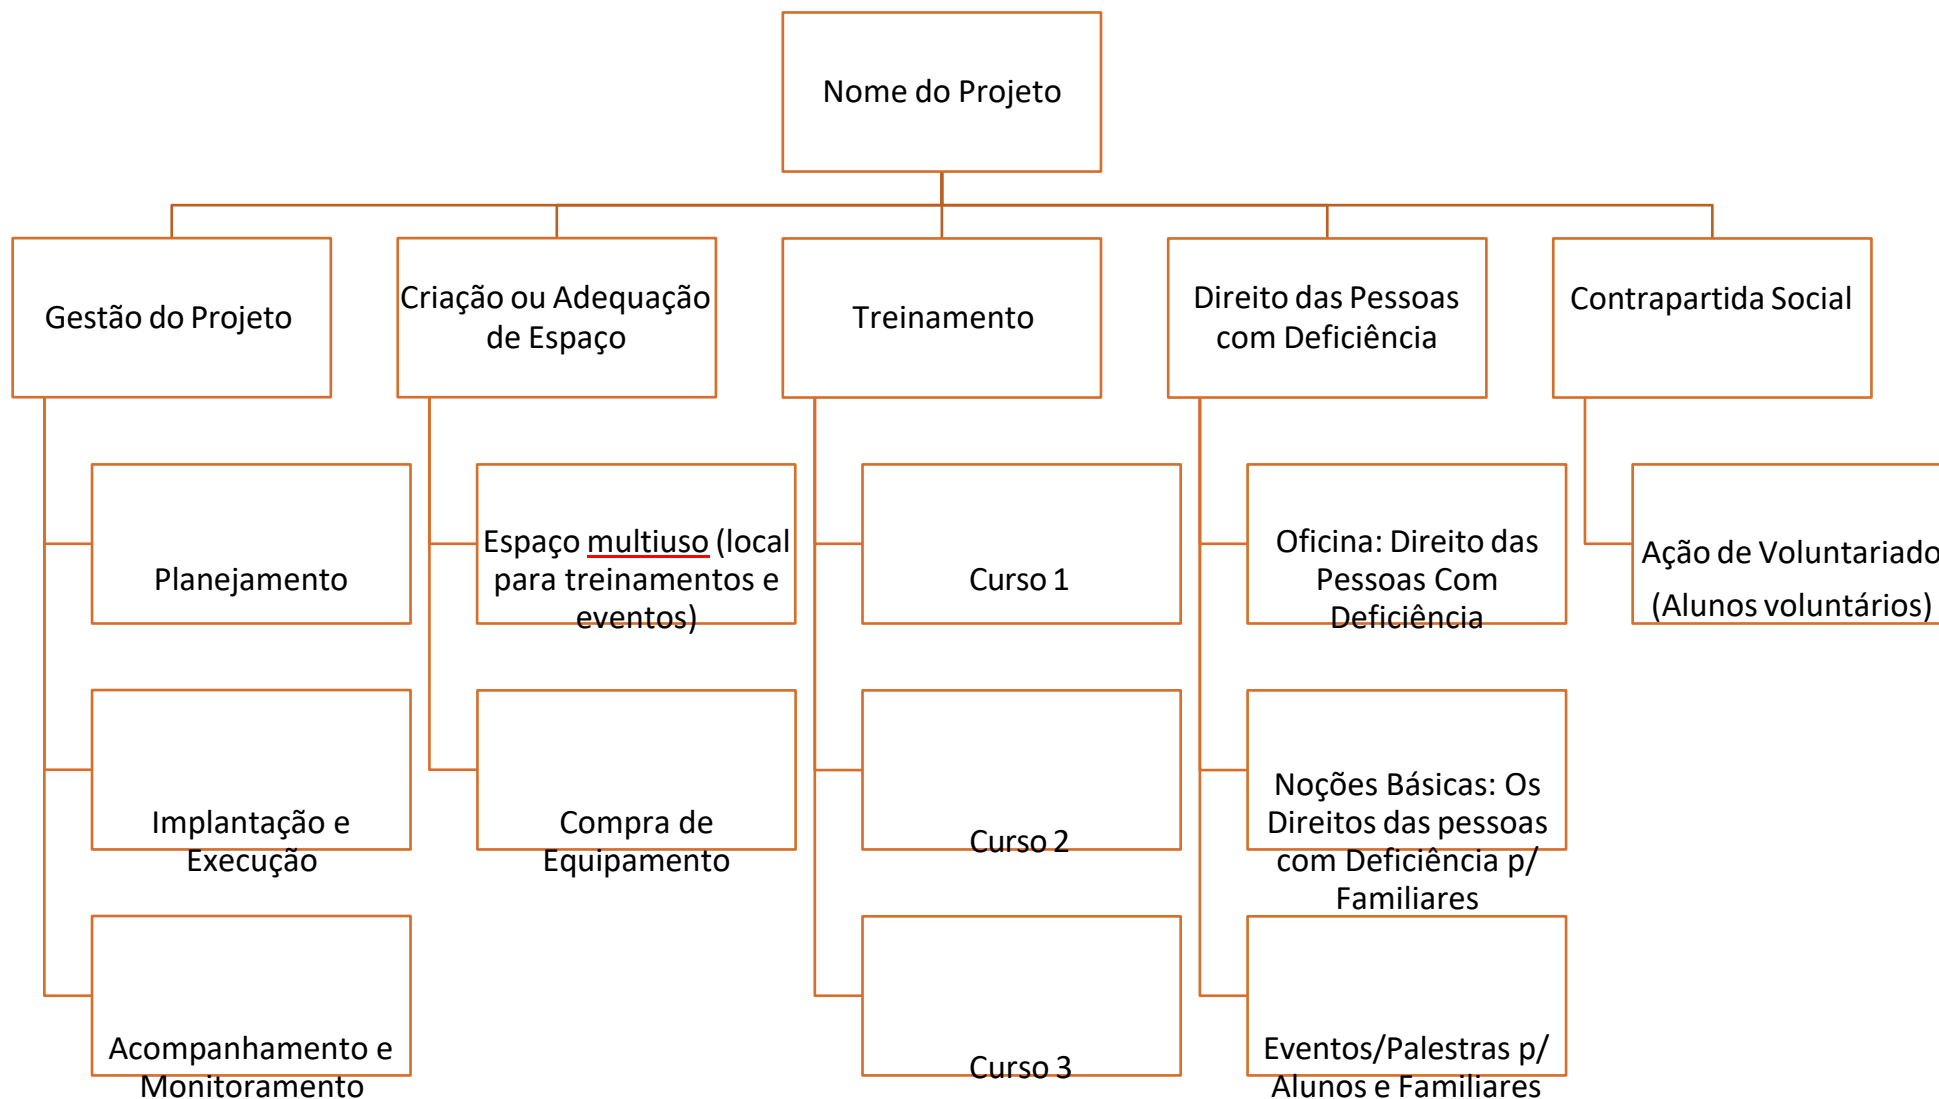 Nome do Projeto
Gestão do Projeto
Criação ou Adequação
de Espaço
Treinamento
Direito das Pessoas
com Deficiência
Contrapartida Social
Planejamento
Implantação e
Execução
Acompanhamento e
Monitoramento
Espaço multiuso (local
para treinamentos e
eventos)
Compra de
Equipamento
Curso 1
Curso 2
Curso 3
Oficina: Direito das
Pessoas Com
Deficiência
Noções Básicas: Os
Direitos das pessoas
com Deficiência p/
Familiares
Eventos/Palestras p/
Alunos e Familiares
Ação de Voluntariado
(Alunos voluntários)